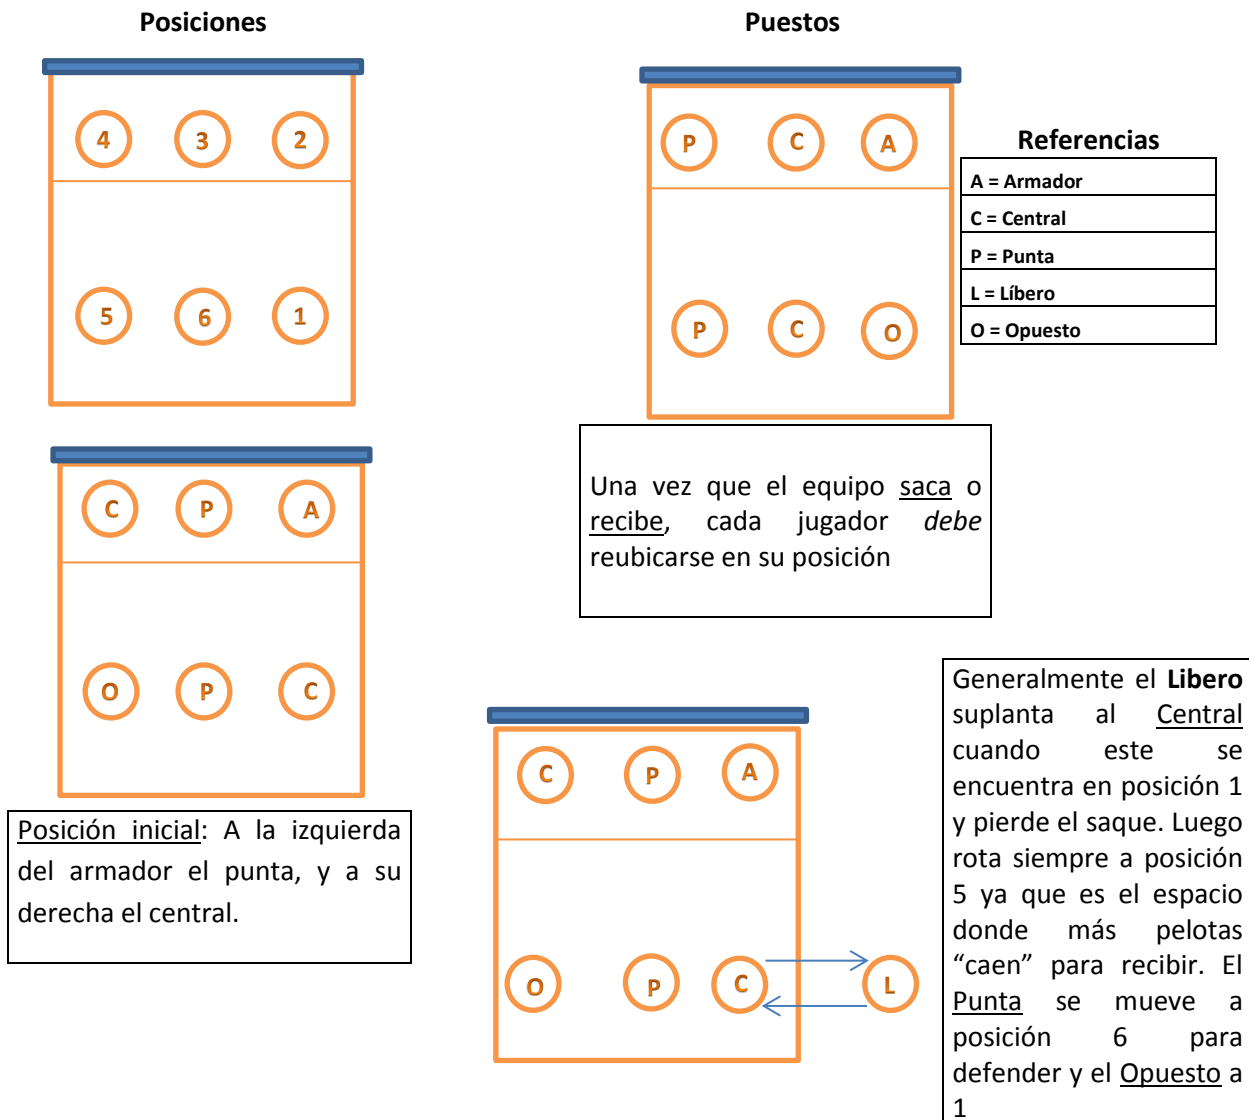 Posiciones
4 3 2
5 6 1
Puestos
P C A
P C O
Referencias
A = Armador
C = Central
P = Punta
L = Líbero
O = Opuesto
Una vez que el equipo saca o
recibe, cada jugador debe
reubicarse en su posición
C P A
O P C
Posición inicial: A la izquierda
del armador el punta, y a su
derecha el central.
C P A
O P C L
Generalmente el Libero
suplanta al Central
cuando este se
encuentra en posición 1
y pierde el saque. Luego
rota siempre a posición
5 ya que es el espacio
donde más pelotas
“caen” para recibir. El
Punta se mueve a
posición 6 para
defender y el Opuesto a
1